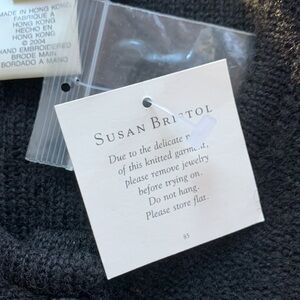 MADE IN HONG KONG
FABRIQUÉ À
HONG KONG
HECHO EN
HONG KONG
© 2004
HAND EMBROIDERED
BRODE MAIN
BORDADO A MANO
SUSAN BRISTOL
Due to the delicate
of this knitted garment,
please remove jewelry
before trying on.
Do not hang.
Please store flat.